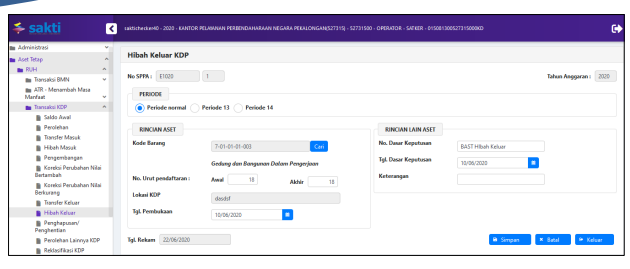 sakti
saktichecker40 - 2020 - KANTOR PELAYANAN PERBENDAHARAAN NEGARA PEKALONGAN(527315) - 52731500 - OPERATOR - SATKER - 015081300527315000KD
Administrasi
Aset Tetap
RUH
Transaksi BMN
ATR - Menambah Masa
Manfaat
Transaksi KDP
Saldo Awal
Perolehan
Transfer Masuk
Hibah Masuk
Pengembangan
Koreksi Perubahan Nilai
Bertambah
Koreksi Perubahan Nilai
Berkurang
Transfer Keluar
Hibah Keluar
Penghapusan/
Penghentian
Perolehan Lainnya KDP
Reklasifikasi KDP
Hibah Keluar KDP
No SPPA : E1020 1 Tahun Anggaran : 2020
PERIODE
Periode normal Periode 13 Periode 14
RINCIAN ASET
Kode Barang 7-01-01-01-003 Cari
Gedung dan Bangunan Dalam Pengerjaan
No. Urut pendaftaran : Awal 18 Akhir 18
Lokasi KDP dasdsf
Tgl. Pembukaan 10/06/2020
RINCIAN LAIN ASET
No. Dasar Keputusan BAST Hibah Keluar
Tgl. Dasar Keputusan 10/06/2020
Keterangan
Tgl. Rekam 22/06/2020 Simpan Batal Keluar